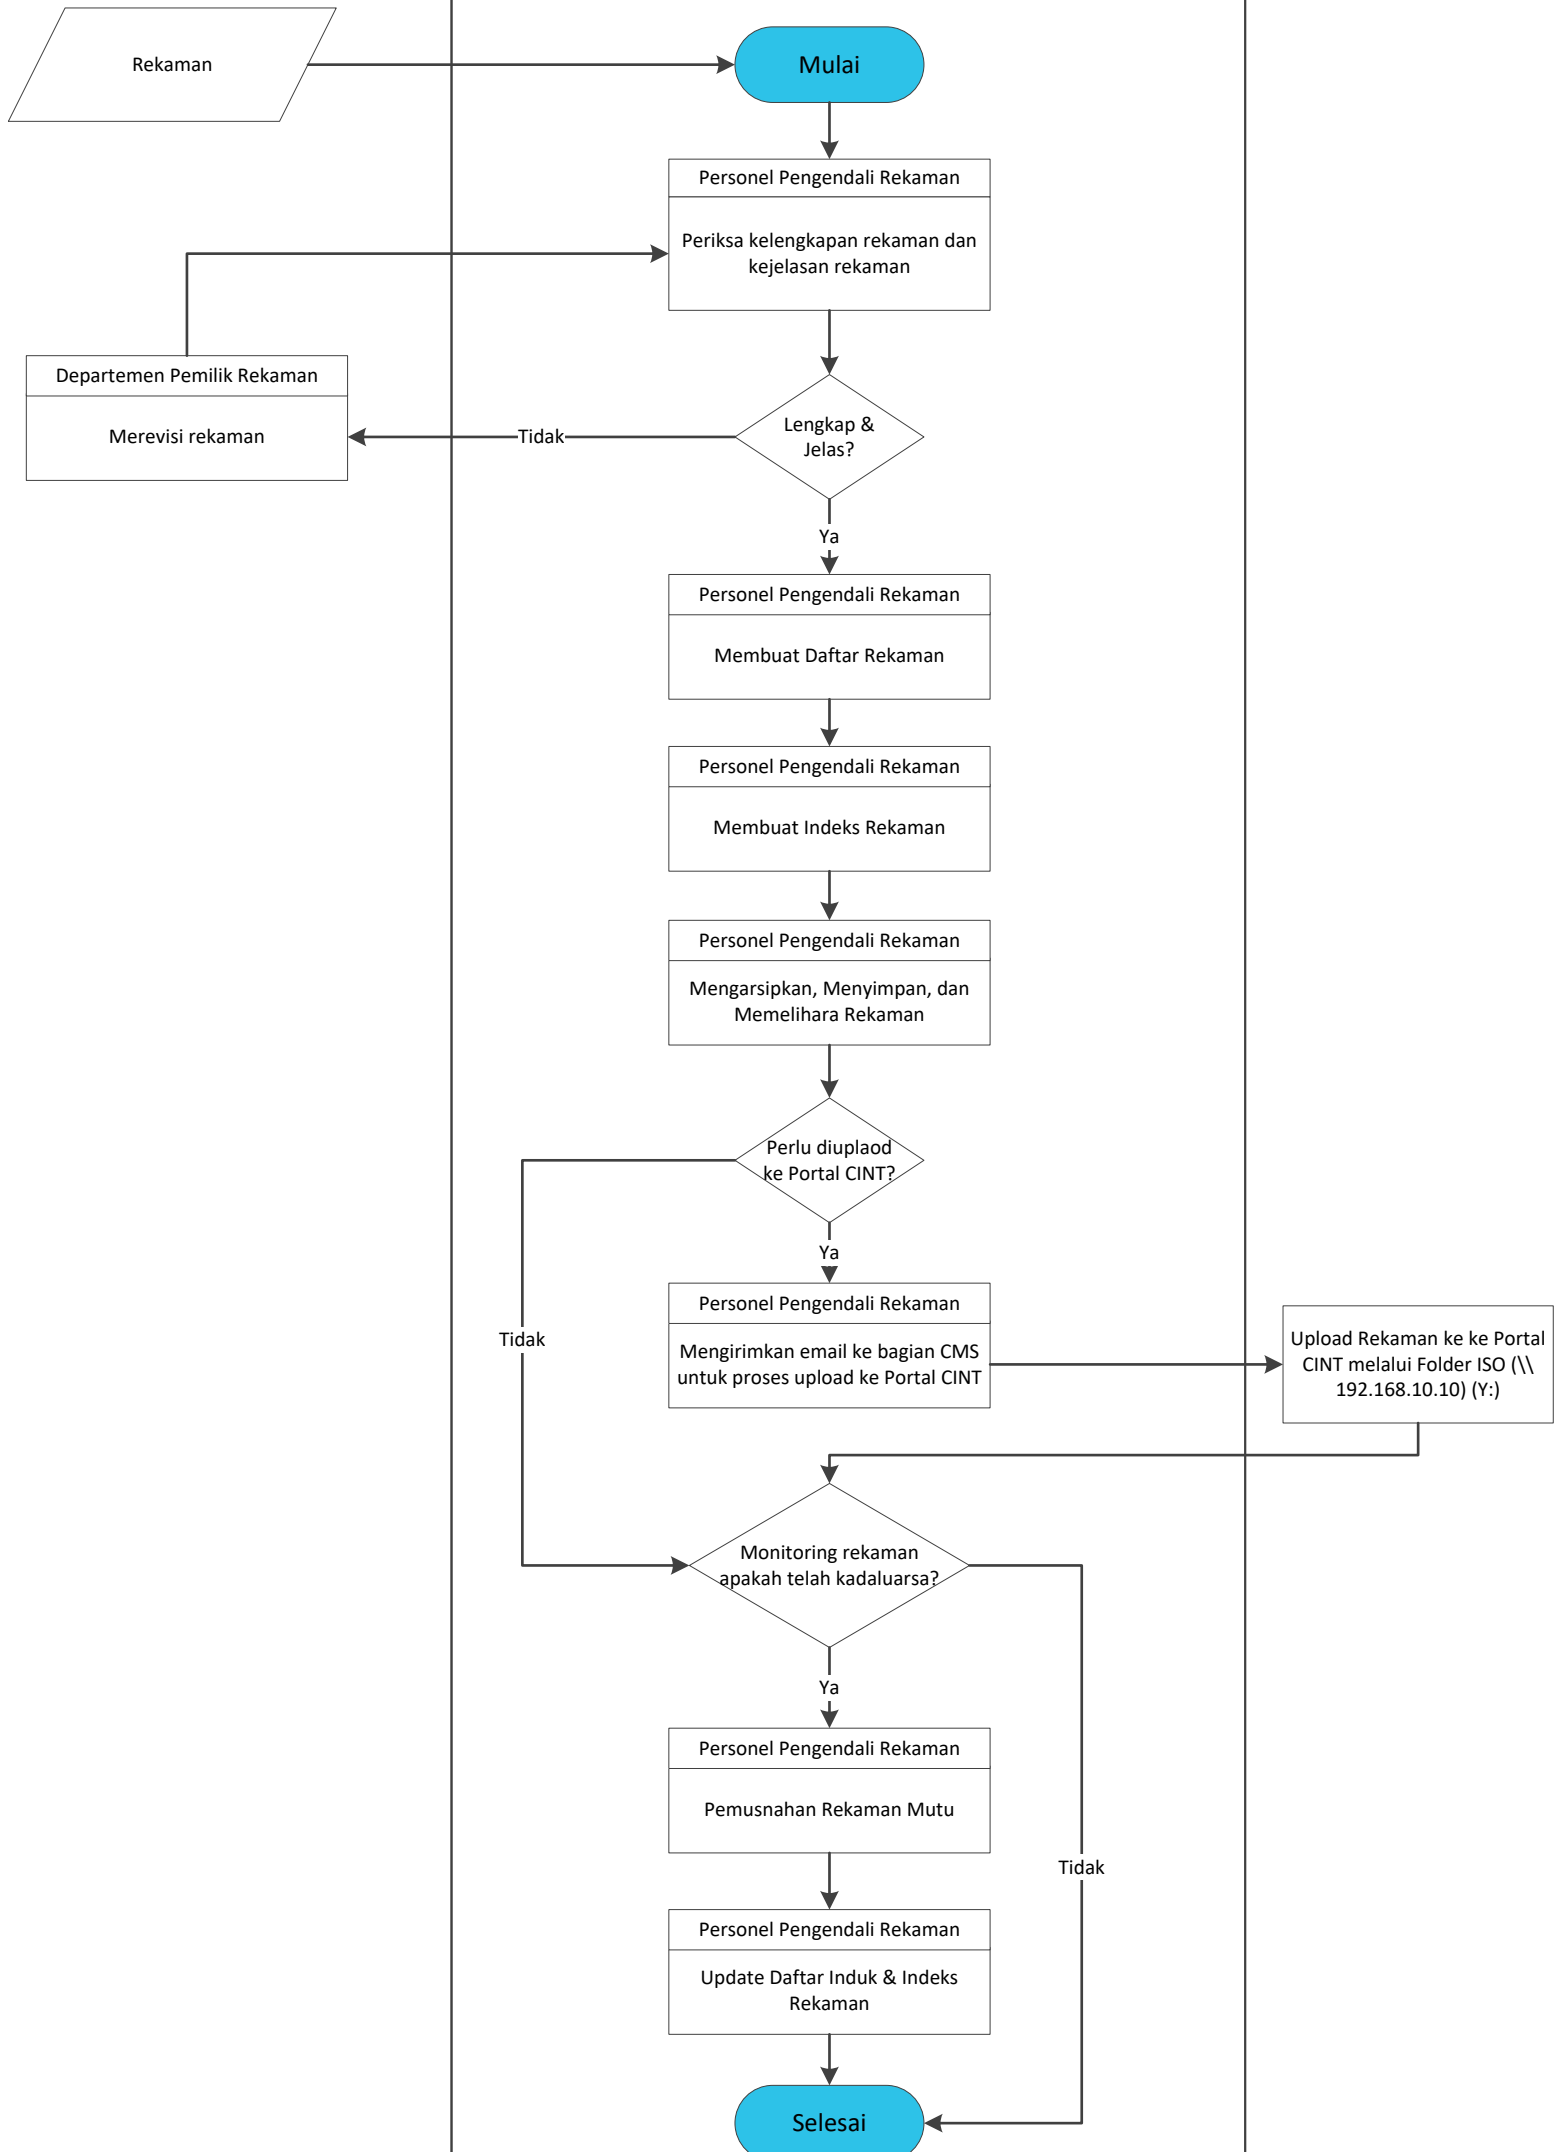 Rekaman
Mulai
Personel Pengendali Rekaman
Periksa kelengkapan rekaman dan
kejelasan rekaman
Departemen Pemilik Rekaman
Merevisi rekaman
Tidak
Lengkap &
Jelas?
Ya
Personel Pengendali Rekaman
Membuat Daftar Rekaman
Personel Pengendali Rekaman
Membuat Indeks Rekaman
Personel Pengendali Rekaman
Mengarsipkan, Menyimpan, dan
Memelihara Rekaman
Perlu diuplaod
ke Portal CINT?
Ya
Tidak
Personel Pengendali Rekaman
Mengirimkan email ke bagian CMS
untuk proses upload ke Portal CINT
Upload Rekaman ke ke Portal
CINT melalui Folder ISO (\\
192.168.10.10) (Y:)
Monitoring rekaman
apakah telah kadaluarsa?
Ya
Personel Pengendali Rekaman
Pemusnahan Rekaman Mutu
Tidak
Personel Pengendali Rekaman
Update Daftar Induk & Indeks
Rekaman
Selesai